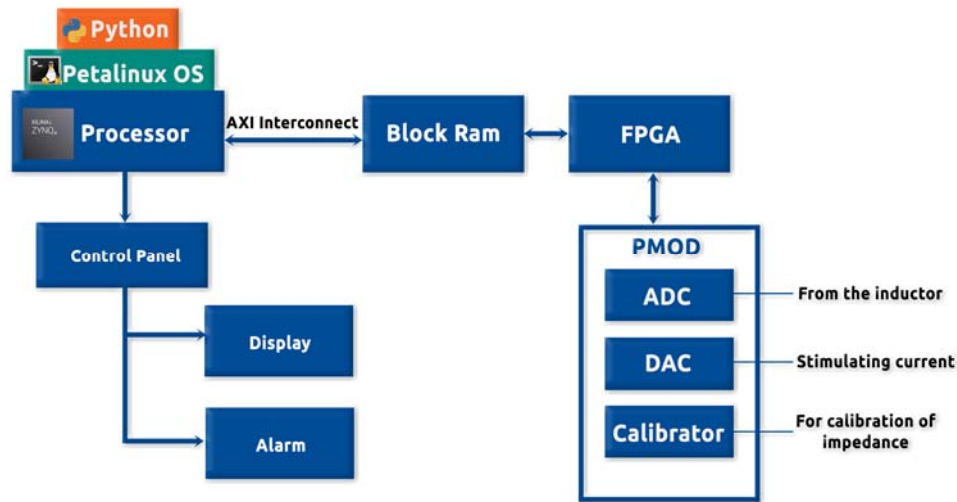 Python
Petalinux OS
XILINX
ZYNQ
Processor
AXI Interconnect
Block Ram
FPGA
Control Panel
Display
Alarm
PMOD
ADC
From the inductor
DAC
Stimulating current
Calibrator
For calibration of
impedance